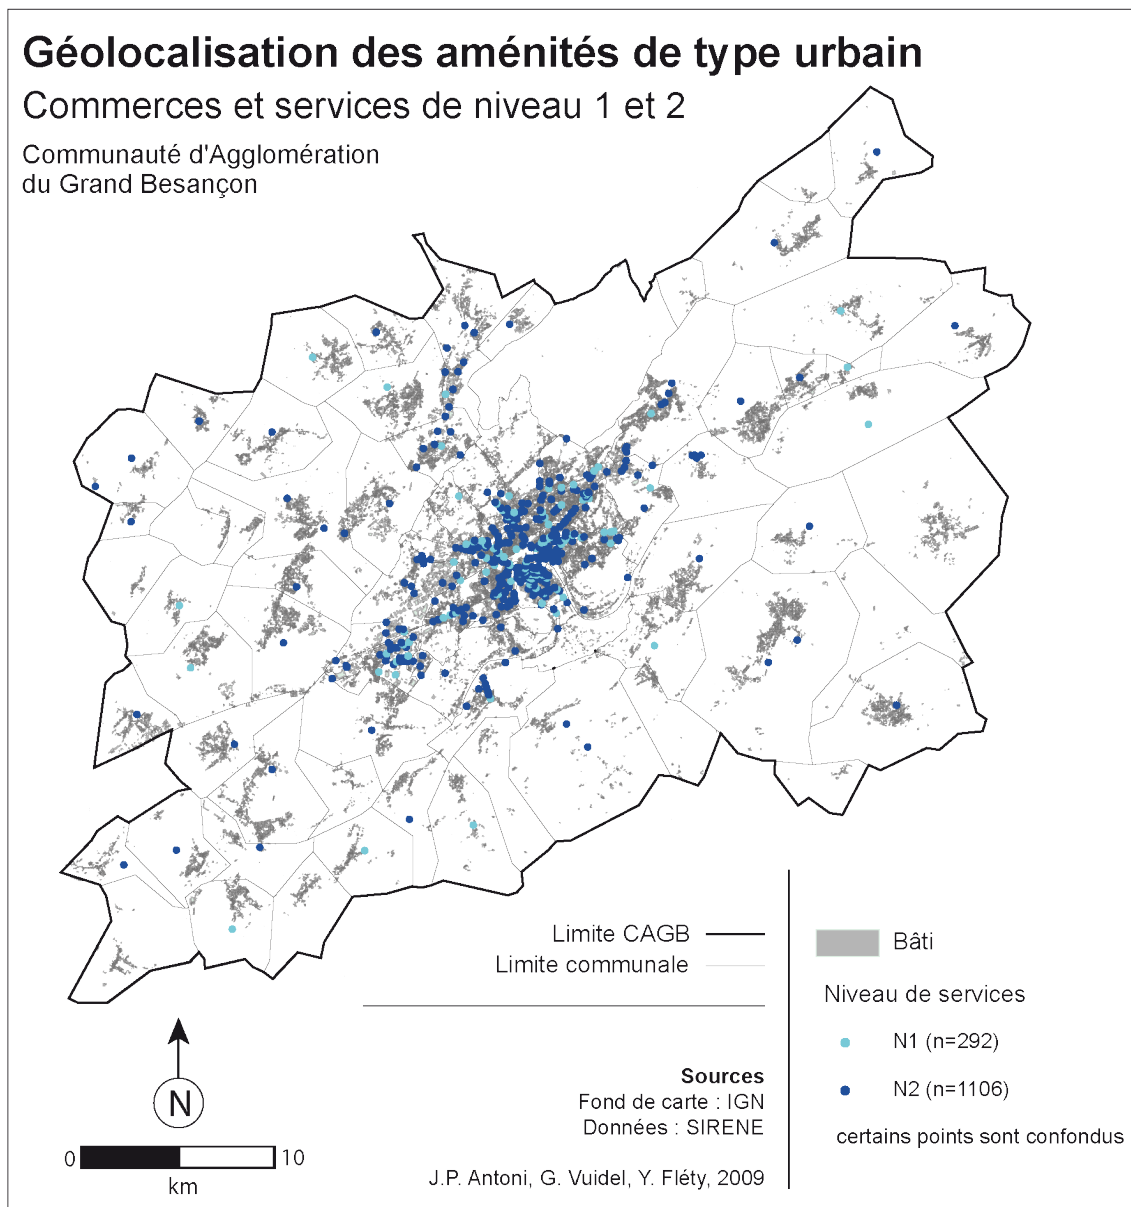 Géolocalisation des aménités de type urbain
Commerces et services de niveau 1 et 2
Communauté d'Agglomération
du Grand Besançon
Limite CAGB
Limite communale
Bâti
Niveau de services
N1 (n=292)
N2 (n=1106)
certains points sont confondus
Sources
Fond de carte : IGN
Données : SIRENE
J.P. Antoni, G. Vuidel, Y. Fléty, 2009
N
0 10
km